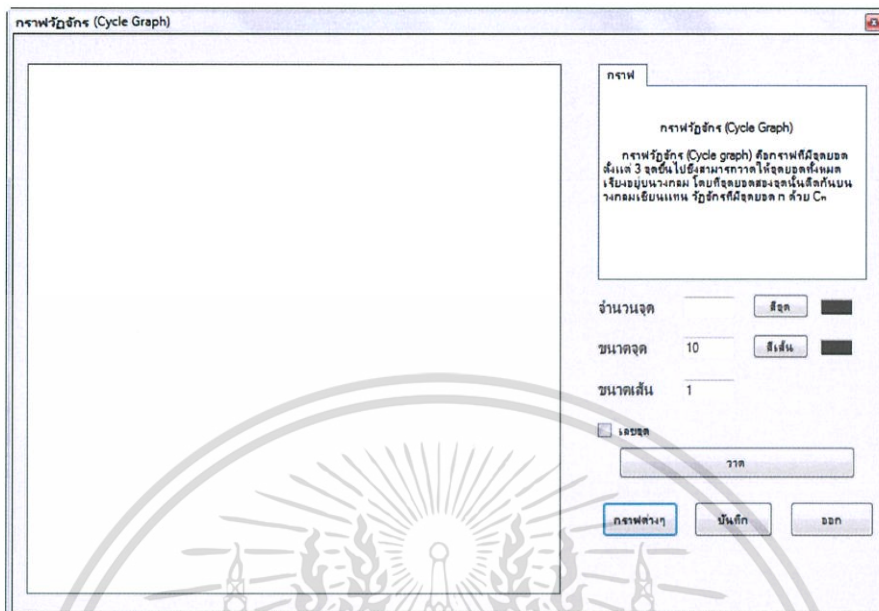 กราฟวัฏจักร (Cycle Graph)
กราฟ
กราฟวัฏจักร (Cycle Graph)
กราฟวัฏจักร (Cycle graph) คือกราฟที่มีจุดยอด
ตั้งแต่ 3 จุดขึ้นไปซึ่งสามารถวาดให้จุดยอดทั้งหมด
เรียงอยู่บนวงกลม โดยที่จุดยอดสองจุดนั้นติดกันบน
วงกลมเขียนแทน วัฏจักรที่มีจุดยอด n ด้วย Cn
จำนวนจุด สีจุด
ขนาดจุด 10 สีเส้น
ขนาดเส้น 1
เลขจุด
วาด
กราฟต่างๆ บันทึก ออก